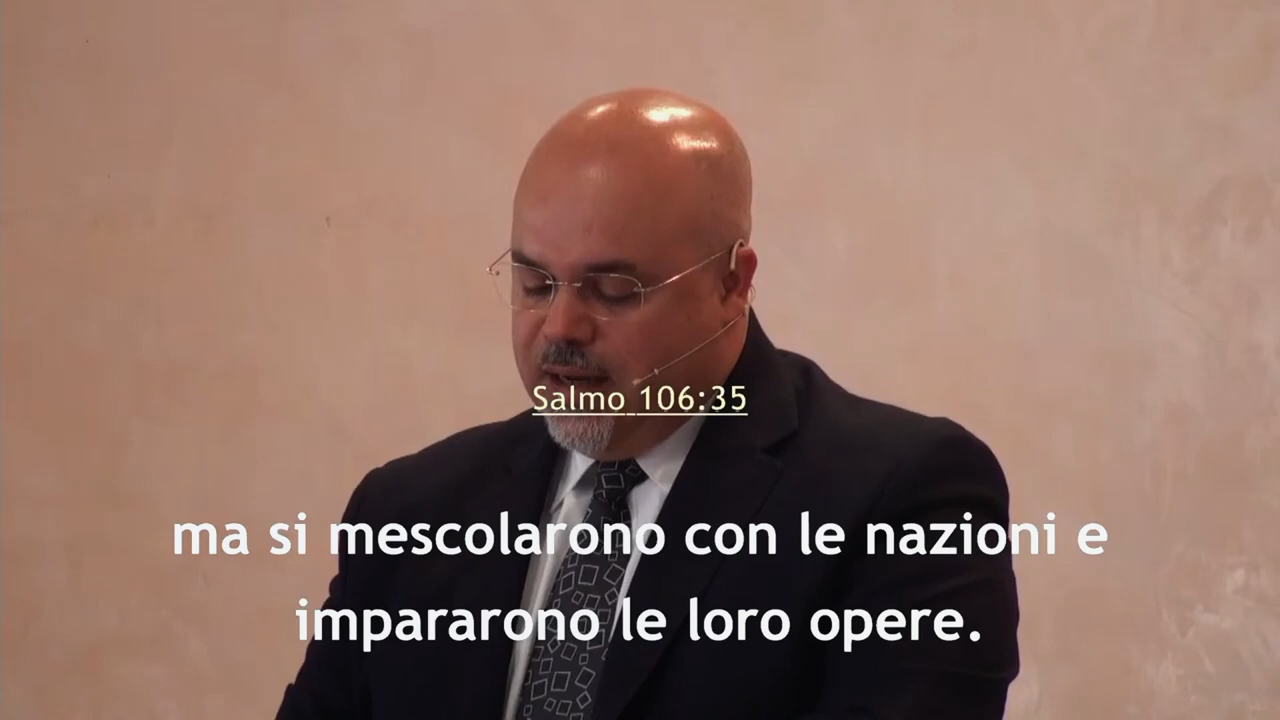 Salmo 106:35
ma si mescolarono con le nazioni e
impararono le loro opere.